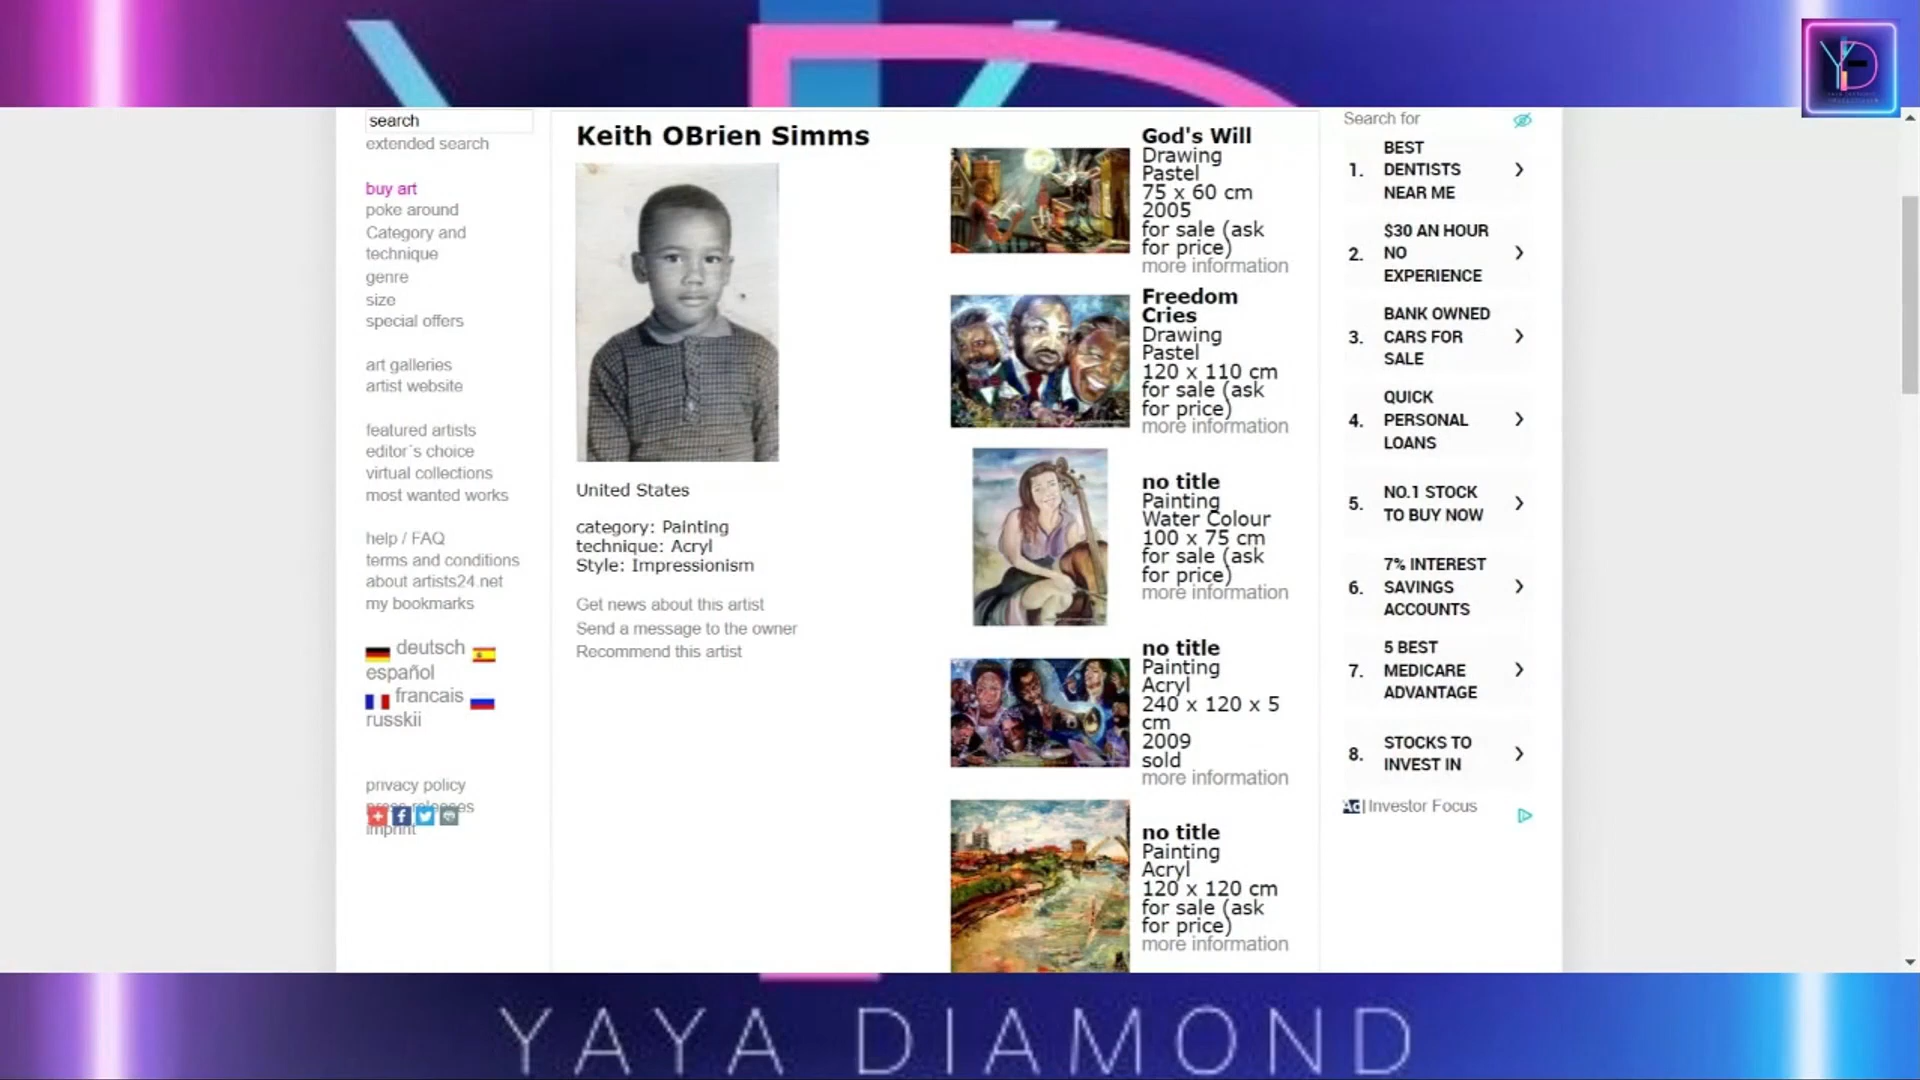 search
extended search
buy art
poke around
Category and
technique
genre
size
special offers
art galleries
artist website
featured artists
editor´s choice
virtual collections
most wanted works
help / FAQ
terms and conditions
about artists24.net
my bookmarks
deutsch
español
francais
russkii
privacy policy
press releases
imprint
Keith OBrien Simms
United States
category: Painting
technique: Acryl
Style: Impressionism
Get news about this artist
Send a message to the owner
Recommend this artist
God's Will
Drawing
Pastel
75 x 60 cm
2005
for sale (ask
for price)
more information
Freedom
Cries
Drawing
Pastel
120 x 110 cm
for sale (ask
for price)
more information
no title
Painting
Water Colour
100 x 75 cm
for sale (ask
for price)
more information
no title
Painting
Acryl
240 x 120 x 5
cm
2009
sold
more information
no title
Painting
Acryl
120 x 120 cm
for sale (ask
for price)
more information
Search for
1. BEST
DENTISTS
NEAR ME
2. $30 AN HOUR
NO
EXPERIENCE
3. BANK OWNED
CARS FOR
SALE
4. QUICK
PERSONAL
LOANS
5. NO.1 STOCK
TO BUY NOW
6. 7% INTEREST
SAVINGS
ACCOUNTS
7. 5 BEST
MEDICARE
ADVANTAGE
8. STOCKS TO
INVEST IN
Ad| Investor Focus
YD
YAYA DIAMOND